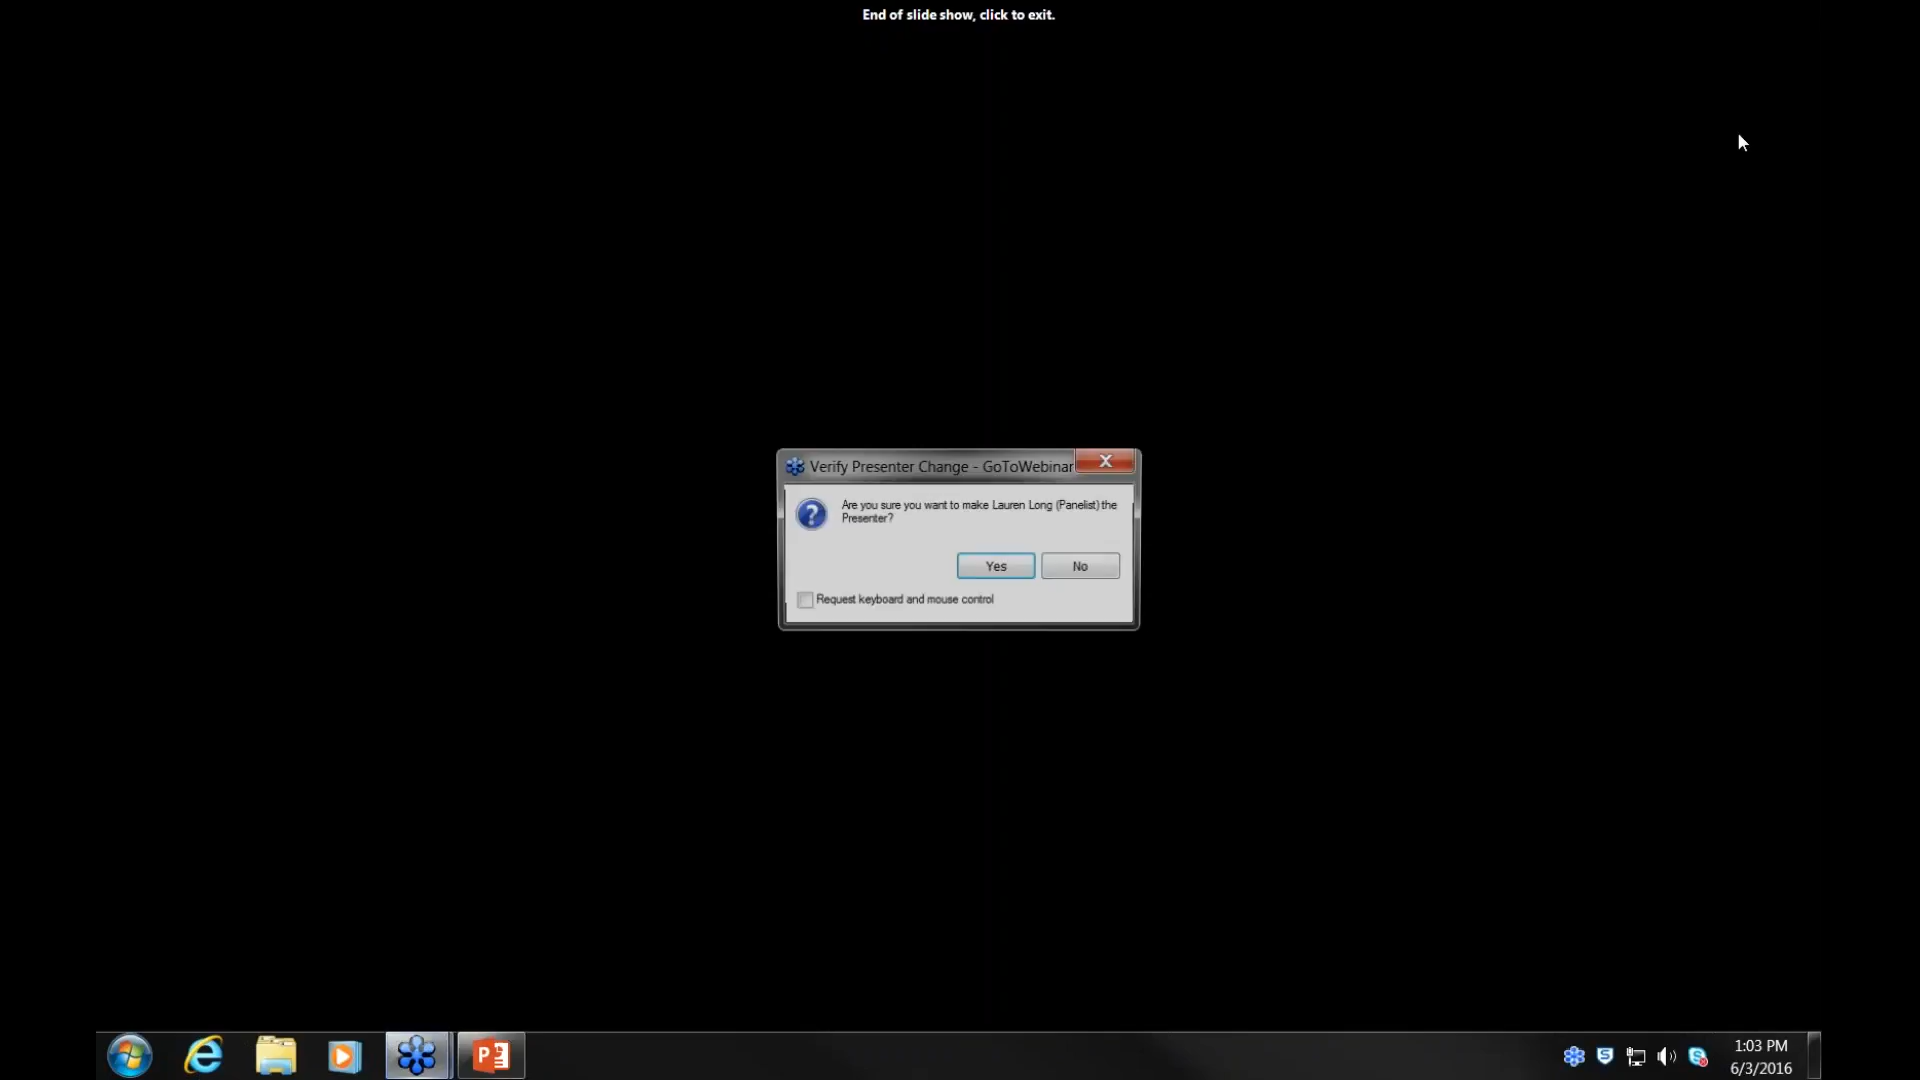 End of slide show, click to exit.
Verify Presenter Change - GoToWebinar
X
Are you sure you want to make Lauren Long (Panelist) the
Presenter?
Yes
No
Request keyboard and mouse control
1:03 PM
6/3/2016